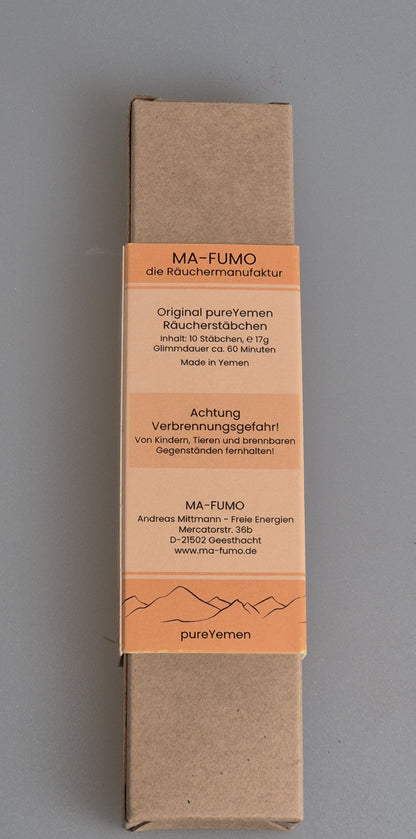 MA-FUMO
die Räuchermanufaktur
Original pureYemen
Räucherstäbchen
Inhalt: 10 Stäbchen, ℮ 17g
Glimmdauer ca. 60 Minuten
Made in Yemen
Achtung
Verbrennungsgefahr!
Von Kindern, Tieren und brennbaren
Gegenständen fernhalten!
MA-FUMO
Andreas Mittmann - Freie Energien
Mercatorstr. 36b
D-21502 Geesthacht
www.ma-fumo.de
pureYemen